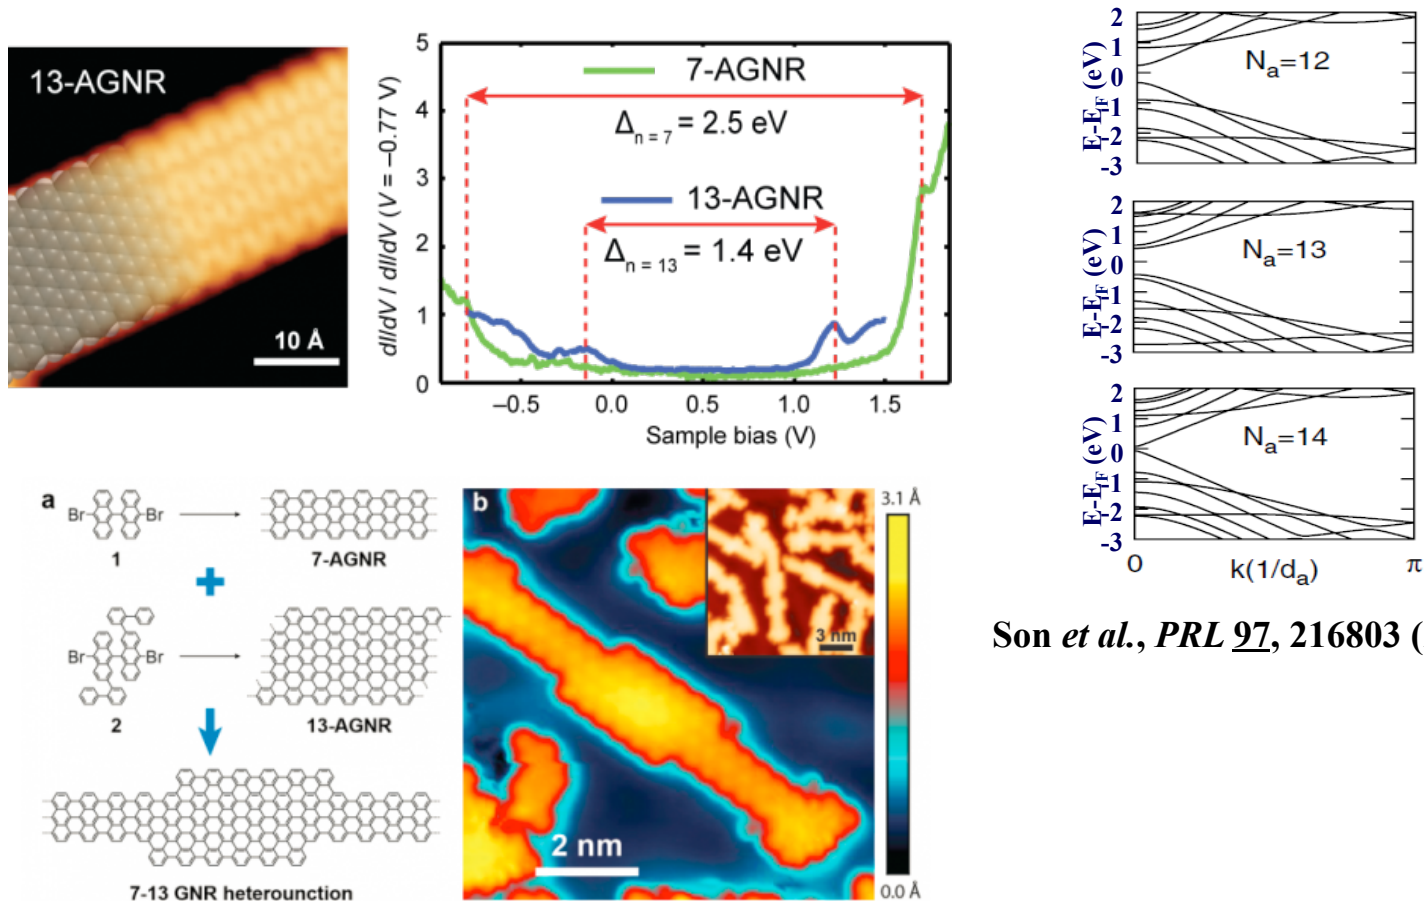 13-AGNR
10 Å
5
4
3
2
1
0
dI/dV / dI/dV (V = –0.77 V)
7-AGNR
Δn = 7 = 2.5 eV
13-AGNR
Δn = 13 = 1.4 eV
–0.5
0.0
0.5
1.0
1.5
Sample bias (V)
2
1
0
-1
-2
-3
E-EF (eV)
Na=12
2
1
0
-1
-2
-3
E-EF (eV)
Na=13
2
1
0
-1
-2
-3
E-EF (eV)
Na=14
0
k(1/da)
π
Son et al., PRL 97, 216803 (
a
Br
Br
1
7-AGNR
Br
Br
2
13-AGNR
7-13 GNR heterounction
b
3 nm
2 nm
3.1 Å
0.0 Å